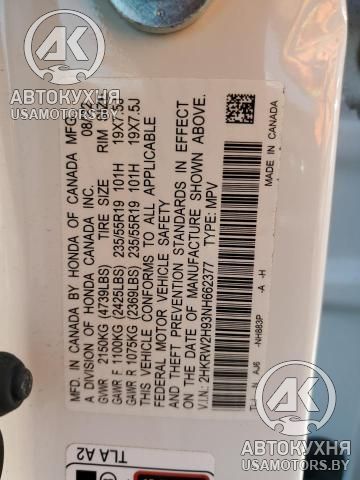 АВТОКУХНЯ
USAMOTORS.BY
MFD. IN CANADA BY HONDA OF CANADA MFG.
A DIVISION OF HONDA CANADA INC.
GVWR 2150KG (4739LBS) TIRE SIZE RIM SIZE
GAWR F 1100KG (2425LBS) 235/55R19 101H 19X7.5J
GAWR R 1075KG (2369LBS) 235/55R19 101H 19X7.5J
THIS VEHICLE CONFORMS TO ALL APPLICABLE
FEDERAL MOTOR VEHICLE SAFETY
AND THEFT PREVENTION STANDARDS IN EFFECT
ON THE DATE OF MANUFACTURE SHOWN ABOVE.
V.I.N.: 2HKRW2H93NH662377 TYPE: MPV
NH883P -A -H MADE IN CANADA
AJ6
TLA A2
АВТОКУХНЯ
USAMOTORS.BY